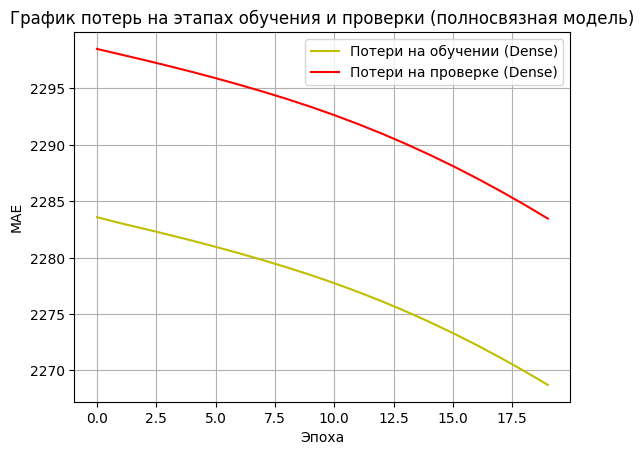 График потерь на этапах обучения и проверки (полносвязная модель)
Потери на обучении (Dense)
Потери на проверке (Dense)
MAE
2295
2290
2285
2280
2275
2270
0.0 2.5 5.0 7.5 10.0 12.5 15.0 17.5
Эпоха